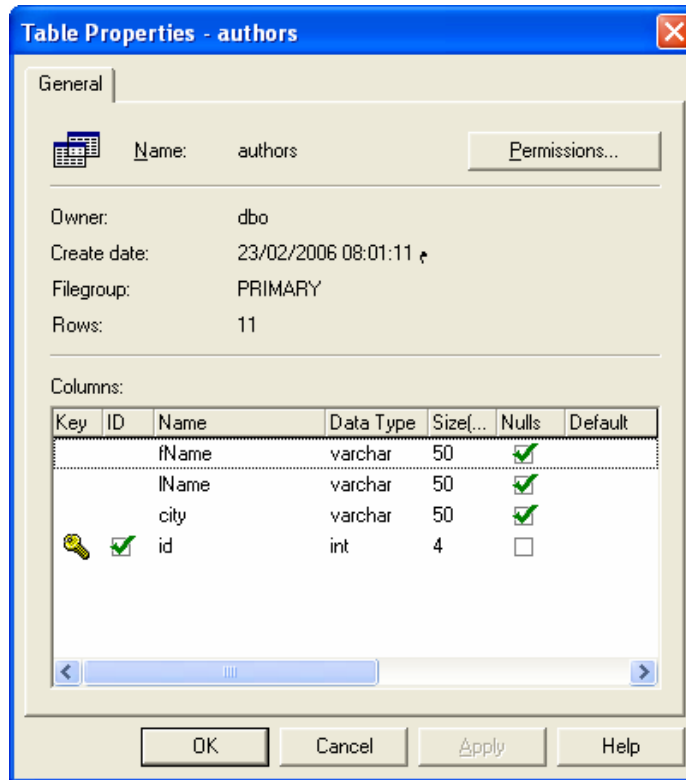 Table Properties - authors
General
Name: authors Permissions...
Owner: dbo
Create date: 23/02/2006 08:01:11 م
Filegroup: PRIMARY
Rows: 11
Columns:
Key ID Name Data Type Size(... Nulls Default
fName varchar 50
lName varchar 50
city varchar 50
id int 4
OK Cancel Apply Help